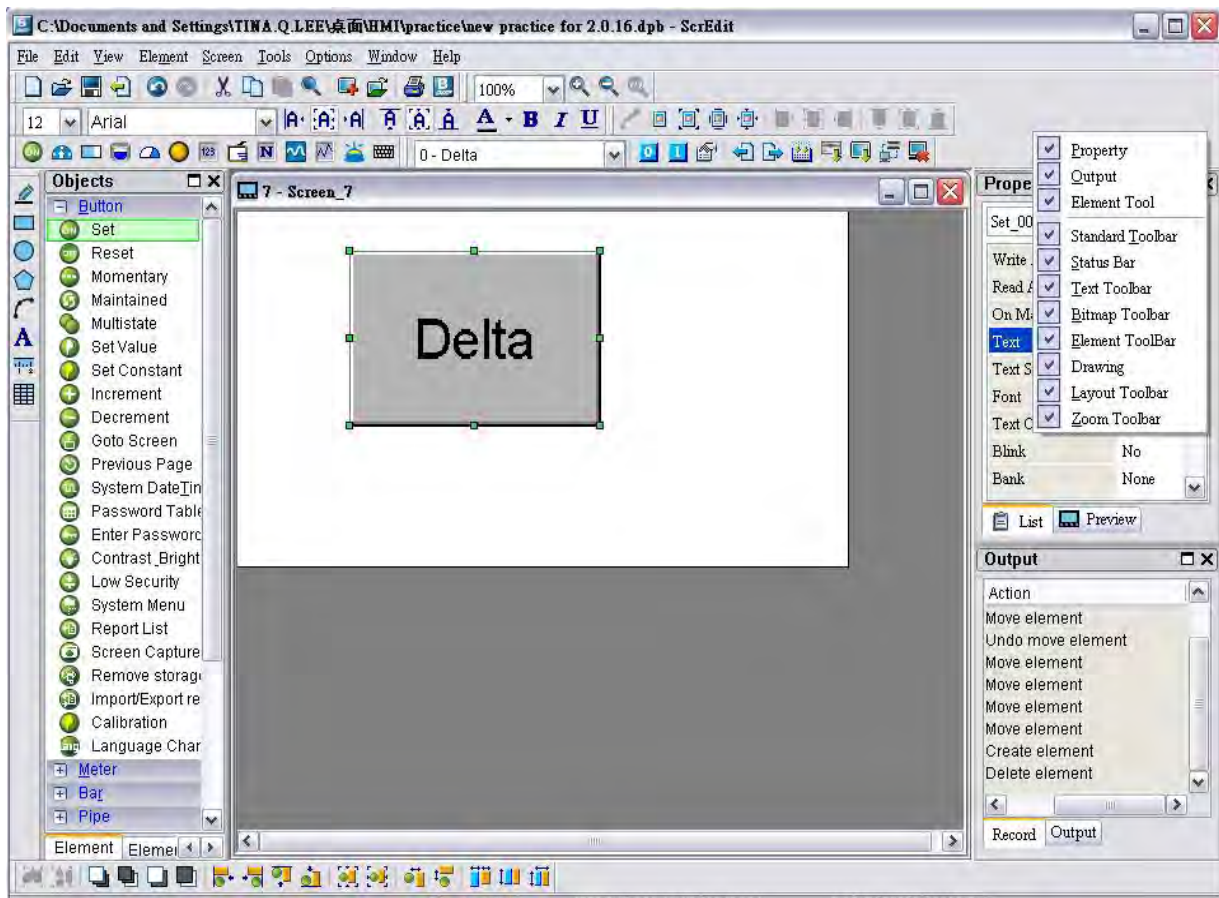 C:\Documents and Settings\TINA.Q.LEE\桌面\HMI\practice\new practice for 2.0.16.dpb - ScrEdit
File Edit View Element Screen Tools Options Window Help
100%
12 Arial A A A A A A A B I U
123 N 0 - Delta 0 1
Objects
Button
Set
Reset
Momentary
Maintained
Multistate
Set Value
Set Constant
Increment
Decrement
Goto Screen
Previous Page
System DateTin
Password Table
Enter Passworc
Contrast_Bright
Low Security
System Menu
Report List
Screen Capture
Remove storag
Import/Export re
Calibration
Language Char
Meter
Bar
Pipe
Element Elemei
A
7 - Screen_7
Delta
Prope
Set_00
Write
Read A
On Ma
Text
Text S
Font
Text C
Blink No
Bank None
List Preview
Property
Output
Element Tool
Standard Toolbar
Status Bar
Text Toolbar
Bitmap Toolbar
Element ToolBar
Drawing
Layout Toolbar
Zoom Toolbar
Output
Action
Move element
Undo move element
Move element
Move element
Move element
Move element
Create element
Delete element
Record Output